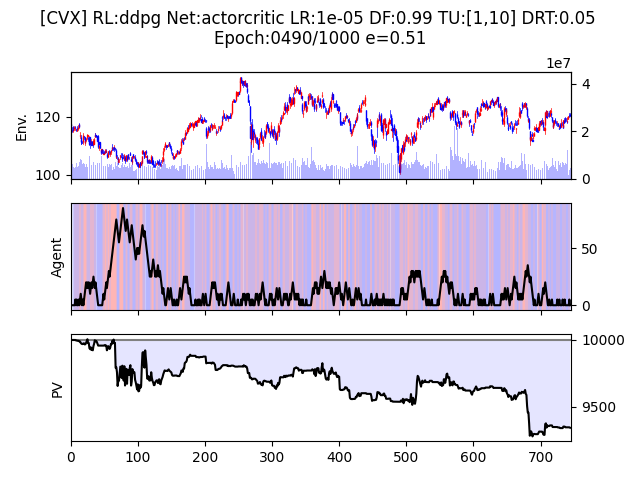 [CVX] RL:ddpg Net:actorcritic LR:1e-05 DF:0.99 TU:[1,10] DRT:0.05
Epoch:0490/1000 e=0.51
1e7
Env.
120
100
4
2
0
Agent
50
0
PV
10000
9500
0 100 200 300 400 500 600 700